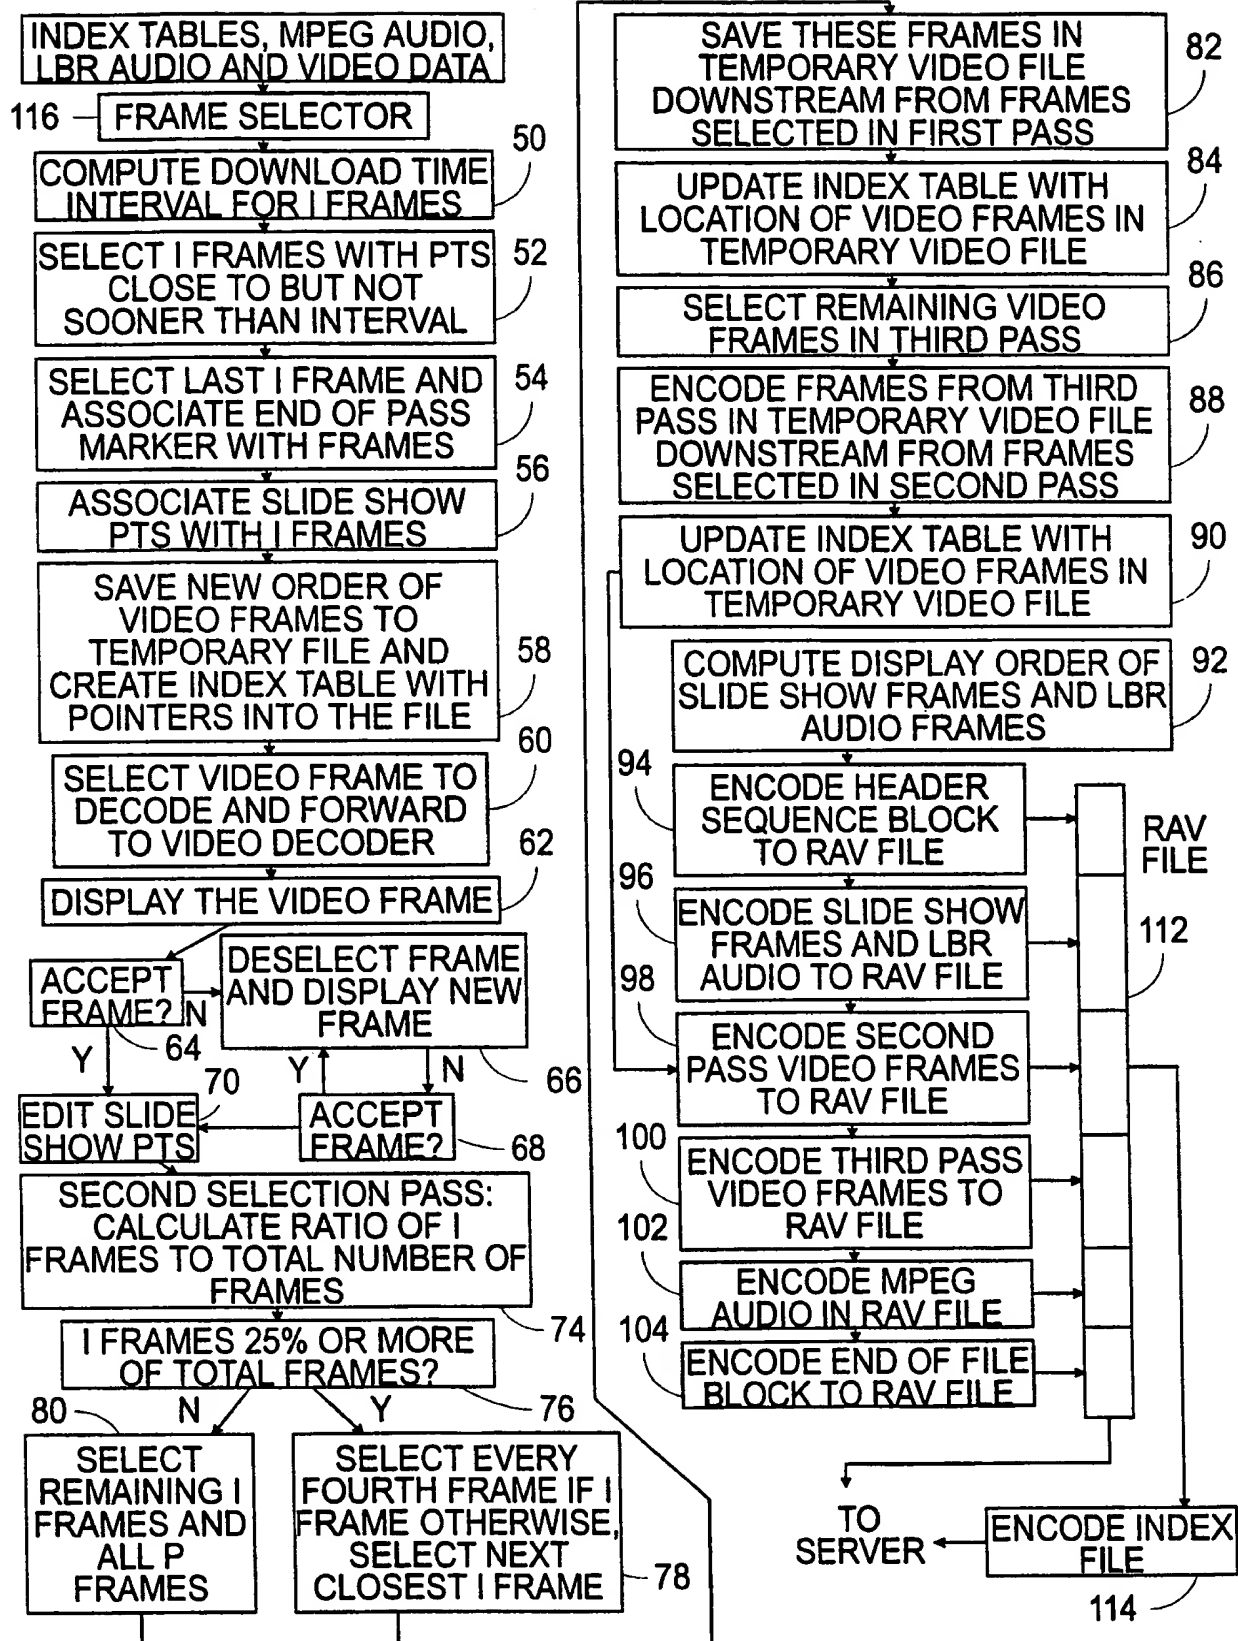 INDEX TABLES, MPEG AUDIO,
LBR AUDIO AND VIDEO DATA
116
FRAME SELECTOR
50
COMPUTE DOWNLOAD TIME
INTERVAL FOR I FRAMES
52
SELECT I FRAMES WITH PTS
CLOSE TO BUT NOT
SOONER THAN INTERVAL
54
SELECT LAST I FRAME AND
ASSOCIATE END OF PASS
MARKER WITH FRAMES
56
ASSOCIATE SLIDE SHOW
PTS WITH I FRAMES
58
SAVE NEW ORDER OF
VIDEO FRAMES TO
TEMPORARY FILE AND
CREATE INDEX TABLE WITH
POINTERS INTO THE FILE
60
SELECT VIDEO FRAME TO
DECODE AND FORWARD
TO VIDEO DECODER
62
DISPLAY THE VIDEO FRAME
ACCEPT
FRAME?
64
N
Y
DESELECT FRAME
AND DISPLAY NEW
FRAME
66
Y
N
ACCEPT
FRAME?
68
70
EDIT SLIDE
SHOW PTS
SECOND SELECTION PASS:
CALCULATE RATIO OF I
FRAMES TO TOTAL NUMBER OF
FRAMES
74
I FRAMES 25% OR MORE
OF TOTAL FRAMES?
76
N
Y
80
SELECT
REMAINING I
FRAMES AND
ALL P
FRAMES
SELECT EVERY
FOURTH FRAME IF I
FRAME OTHERWISE,
SELECT NEXT
CLOSEST I FRAME
78
SAVE THESE FRAMES IN
TEMPORARY VIDEO FILE
DOWNSTREAM FROM FRAMES
SELECTED IN FIRST PASS
82
UPDATE INDEX TABLE WITH
LOCATION OF VIDEO FRAMES IN
TEMPORARY VIDEO FILE
84
SELECT REMAINING VIDEO
FRAMES IN THIRD PASS
86
ENCODE FRAMES FROM THIRD
PASS IN TEMPORARY VIDEO FILE
DOWNSTREAM FROM FRAMES
SELECTED IN SECOND PASS
88
UPDATE INDEX TABLE WITH
LOCATION OF VIDEO FRAMES IN
TEMPORARY VIDEO FILE
90
COMPUTE DISPLAY ORDER OF
SLIDE SHOW FRAMES AND LBR
AUDIO FRAMES
92
94
ENCODE HEADER
SEQUENCE BLOCK
TO RAV FILE
RAV
FILE
96
ENCODE SLIDE SHOW
FRAMES AND LBR
AUDIO TO RAV FILE
112
98
ENCODE SECOND
PASS VIDEO FRAMES
TO RAV FILE
100
ENCODE THIRD PASS
VIDEO FRAMES TO
RAV FILE
102
ENCODE MPEG
AUDIO IN RAV FILE
104
ENCODE END OF FILE
BLOCK TO RAV FILE
TO
SERVER
ENCODE INDEX
FILE
114